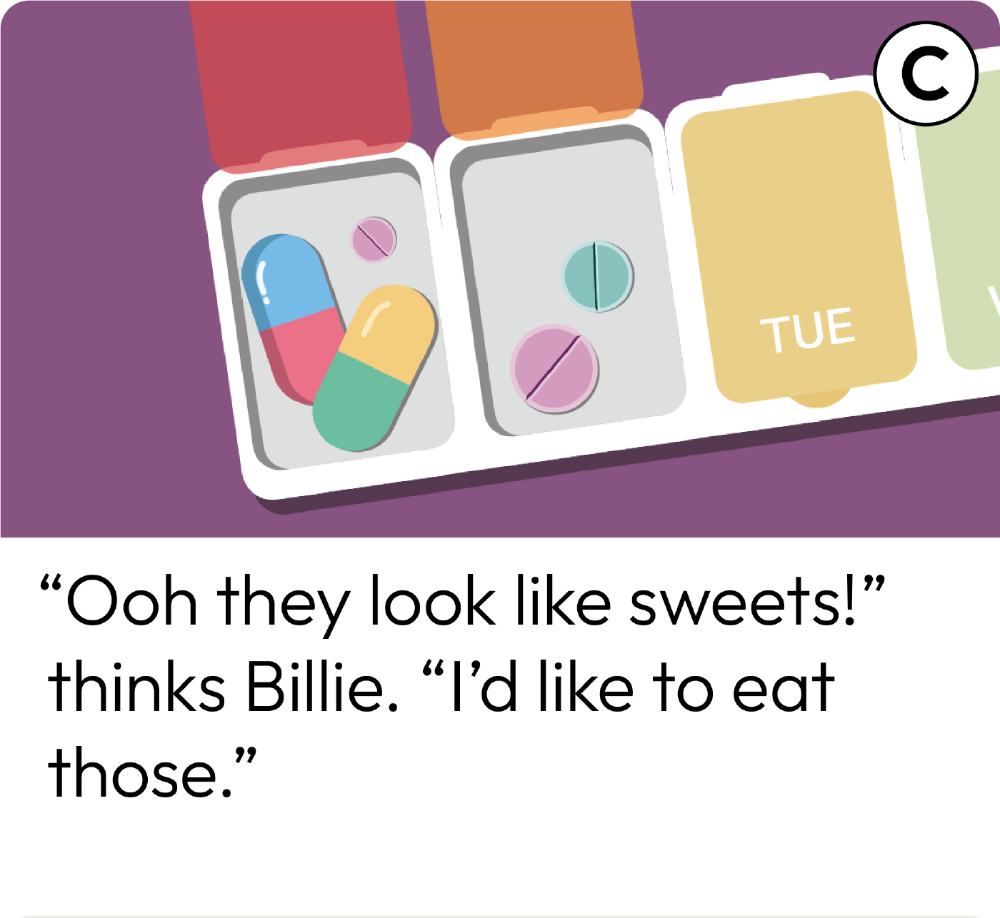 C
TUE
“Ooh they look like sweets!”
thinks Billie. “I’d like to eat
those.”